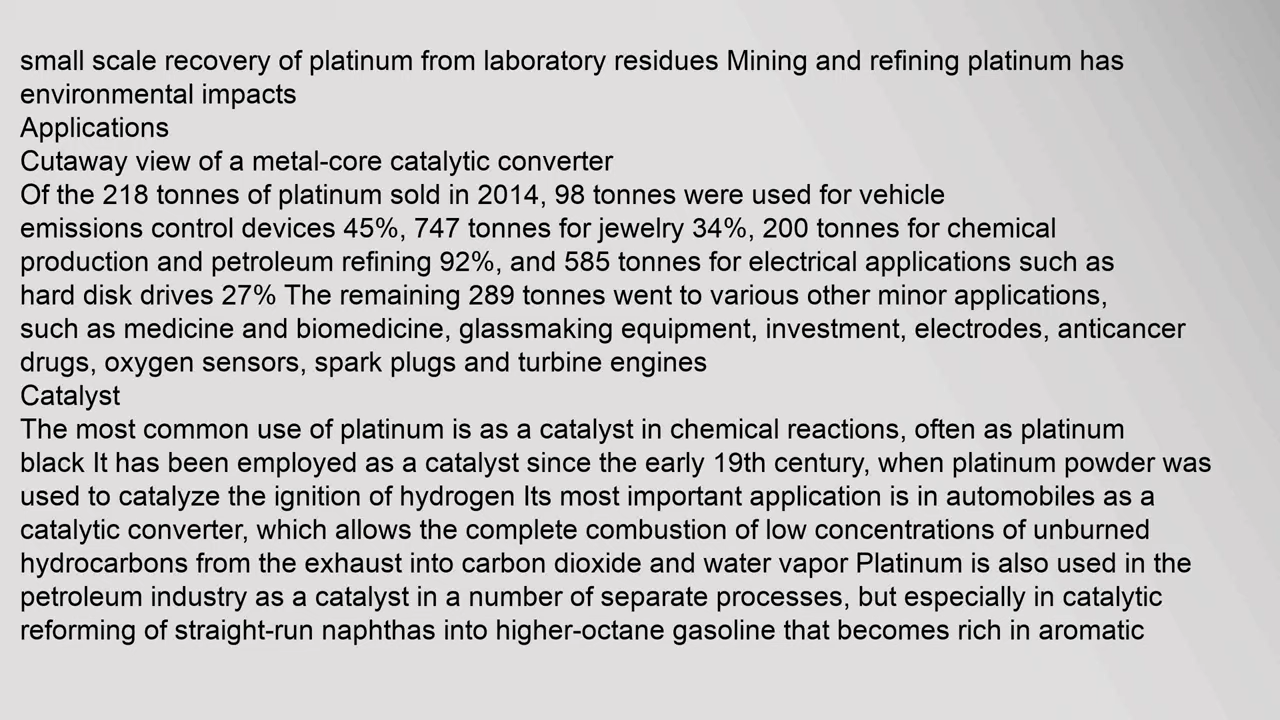 small scale recovery of platinum from laboratory residues Mining and refining platinum has
environmental impacts
Applications
Cutaway view of a metal-core catalytic converter
Of the 218 tonnes of platinum sold in 2014, 98 tonnes were used for vehicle
emissions control devices 45%, 747 tonnes for jewelry 34%, 200 tonnes for chemical
production and petroleum refining 92%, and 585 tonnes for electrical applications such as
hard disk drives 27% The remaining 289 tonnes went to various other minor applications,
such as medicine and biomedicine, glassmaking equipment, investment, electrodes, anticancer
drugs, oxygen sensors, spark plugs and turbine engines
Catalyst
The most common use of platinum is as a catalyst in chemical reactions, often as platinum
black It has been employed as a catalyst since the early 19th century, when platinum powder was
used to catalyze the ignition of hydrogen Its most important application is in automobiles as a
catalytic converter, which allows the complete combustion of low concentrations of unburned
hydrocarbons from the exhaust into carbon dioxide and water vapor Platinum is also used in the
petroleum industry as a catalyst in a number of separate processes, but especially in catalytic
reforming of straight-run naphthas into higher-octane gasoline that becomes rich in aromatic